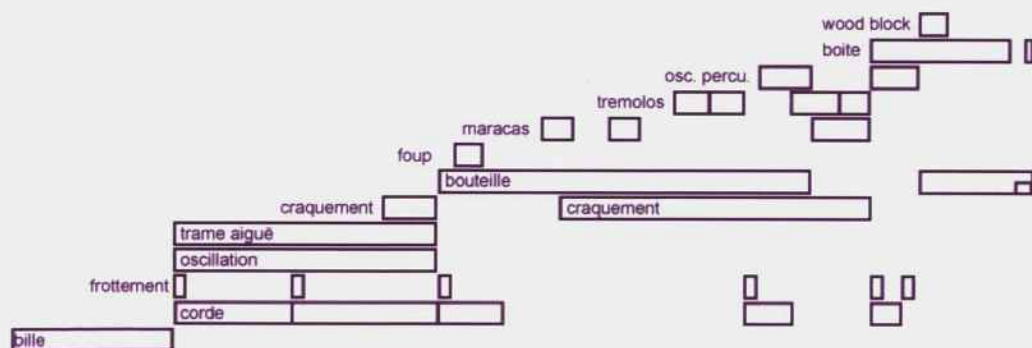 wood block
boite
osc. percu.
tremolos
maracas
foup
bouteille
craquement craquement
trame aiguë
oscillation
frottement
corde
bille